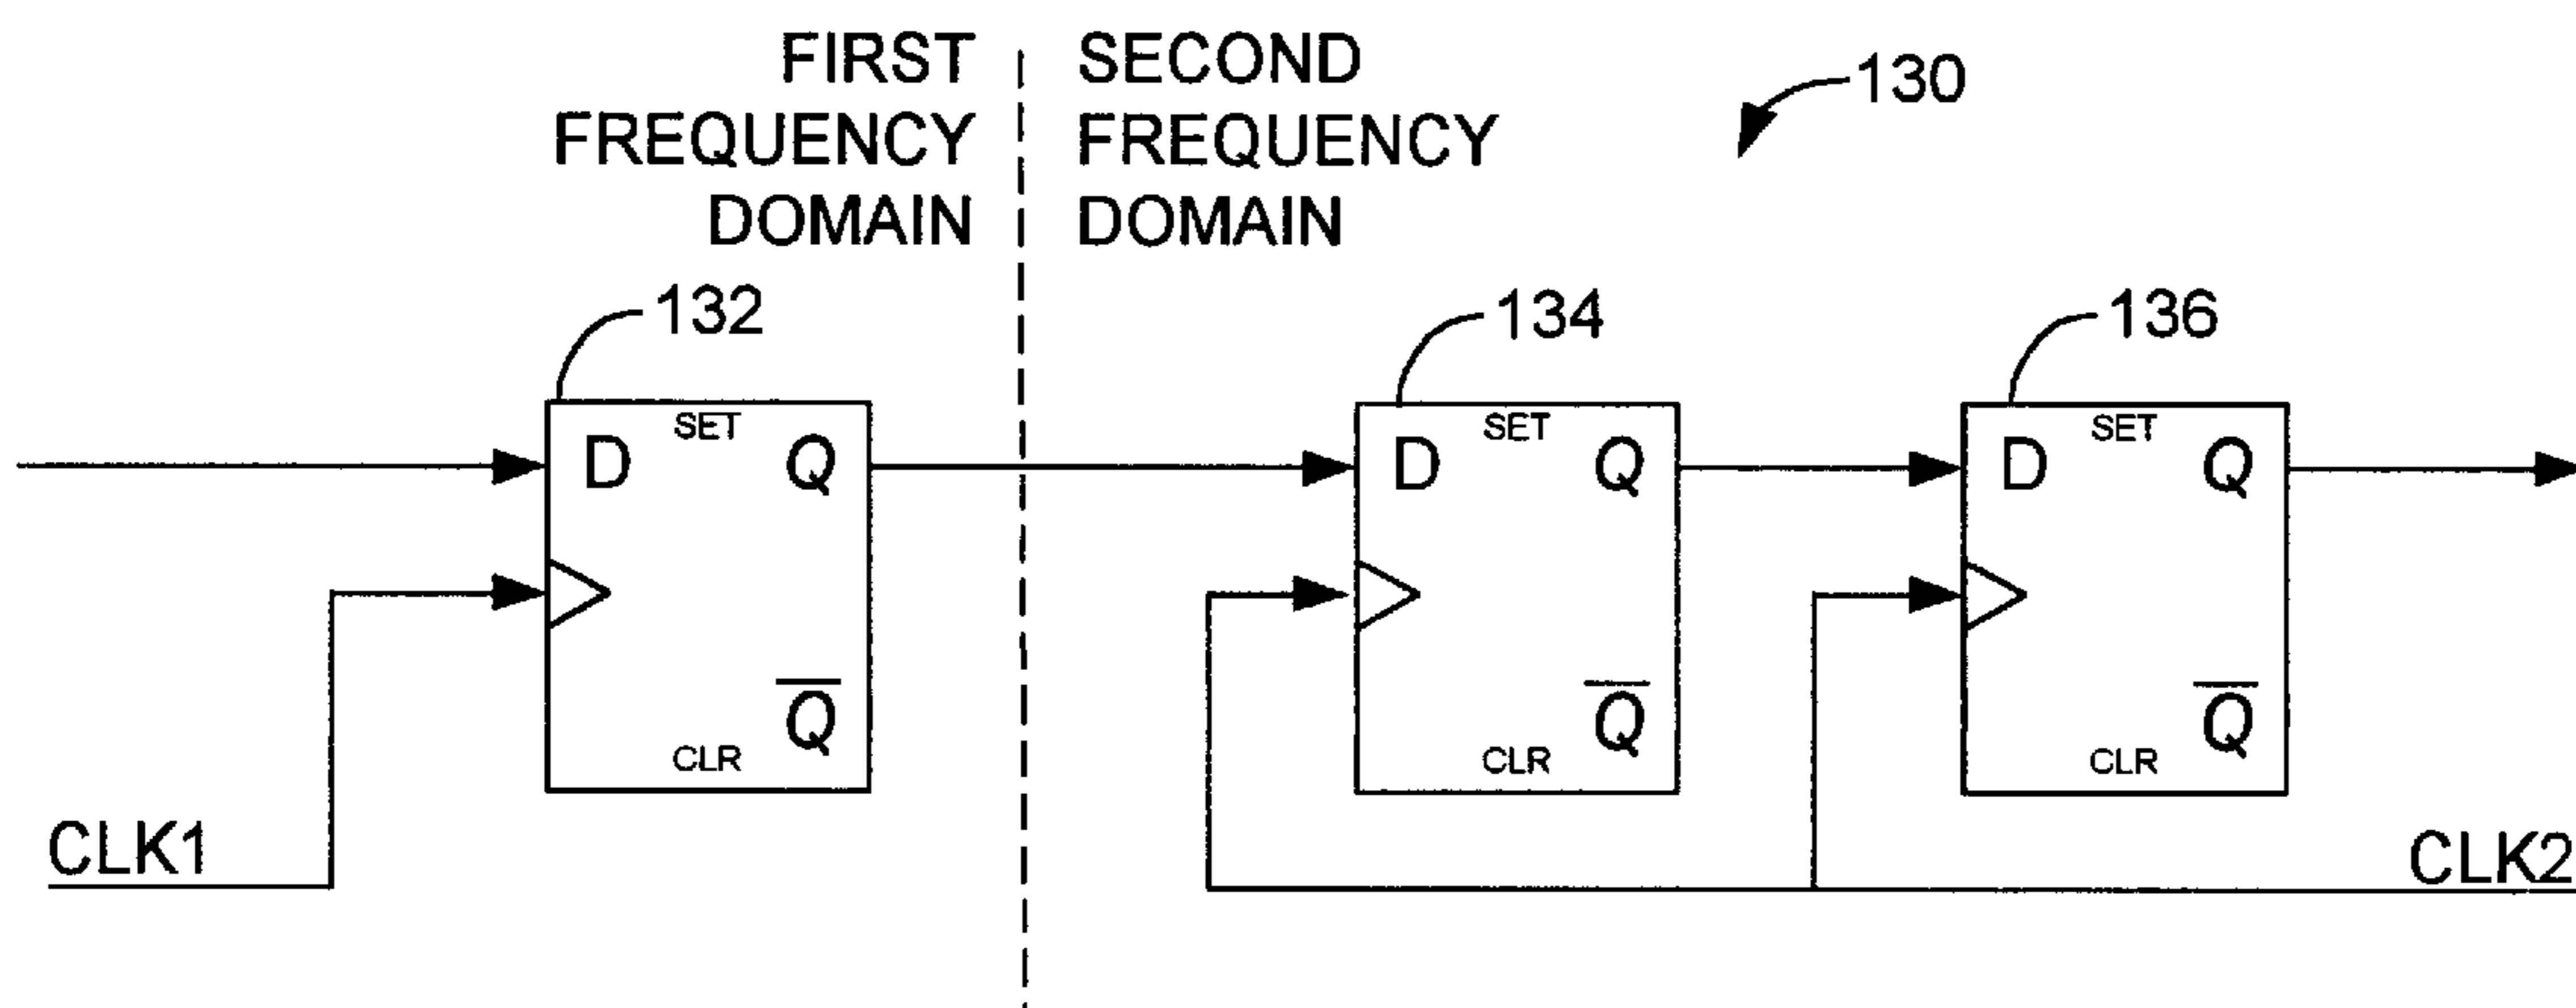 FIRST
FREQUENCY
DOMAIN
SECOND
FREQUENCY
DOMAIN
130
132
134
136
SET
D Q
Q̅
CLR
SET
D Q
Q̅
CLR
SET
D Q
Q̅
CLR
CLK1
CLK2